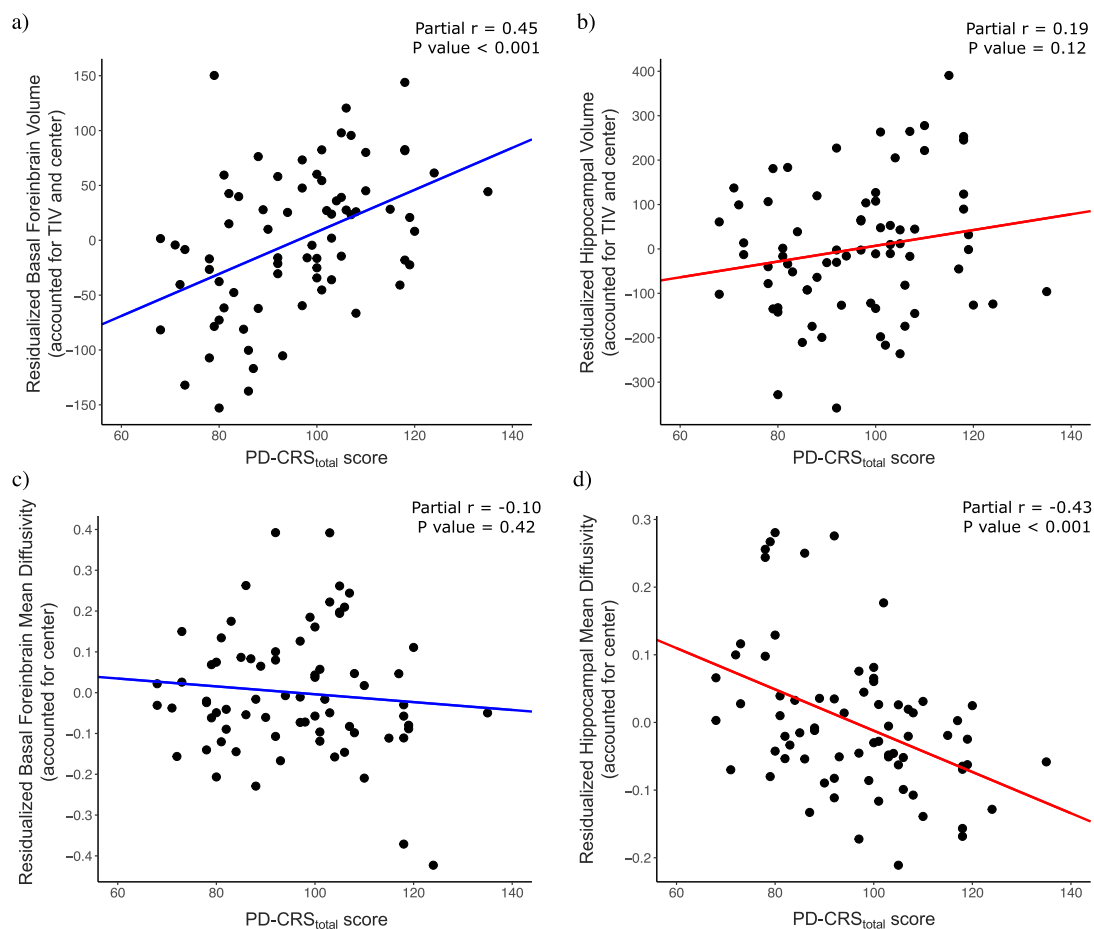 a)
Partial r = 0.45
P value < 0.001
Residualized Basal Foreinbrain Volume
(accounted for TIV and center)
150
100
50
0
−50
−100
−150
60 80 100 120 140
PD-CRStotal score
b)
Partial r = 0.19
P value = 0.12
Residualized Hippocampal Volume
(accounted for TIV and center)
400
300
200
100
0
−100
−200
−300
60 80 100 120 140
PD-CRStotal score
c)
Partial r = -0.10
P value = 0.42
Residualized Basal Foreinbrain Mean Diffusivity
(accounted for center)
0.4
0.3
0.2
0.1
0.0
−0.1
−0.2
−0.3
−0.4
60 80 100 120 140
PD-CRStotal score
d)
Partial r = -0.43
P value < 0.001
Residualized Hippocampal Mean Diffusivity
(accounted for center)
0.3
0.2
0.1
0.0
−0.1
−0.2
60 80 100 120 140
PD-CRStotal score